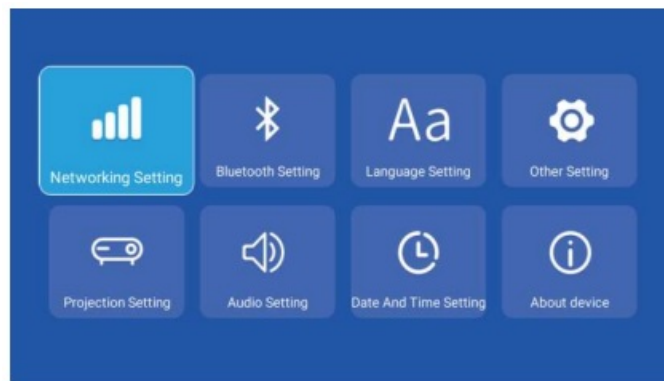 Networking Setting
Bluetooth Setting
Aa
Language Setting
Other Setting
Projection Setting
Audio Setting
Date And Time Setting
About device